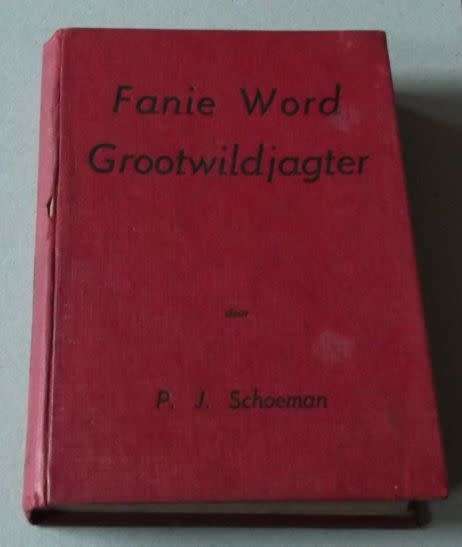 Fanie Word
Grootwildjagter
deur
P. J. Schoeman